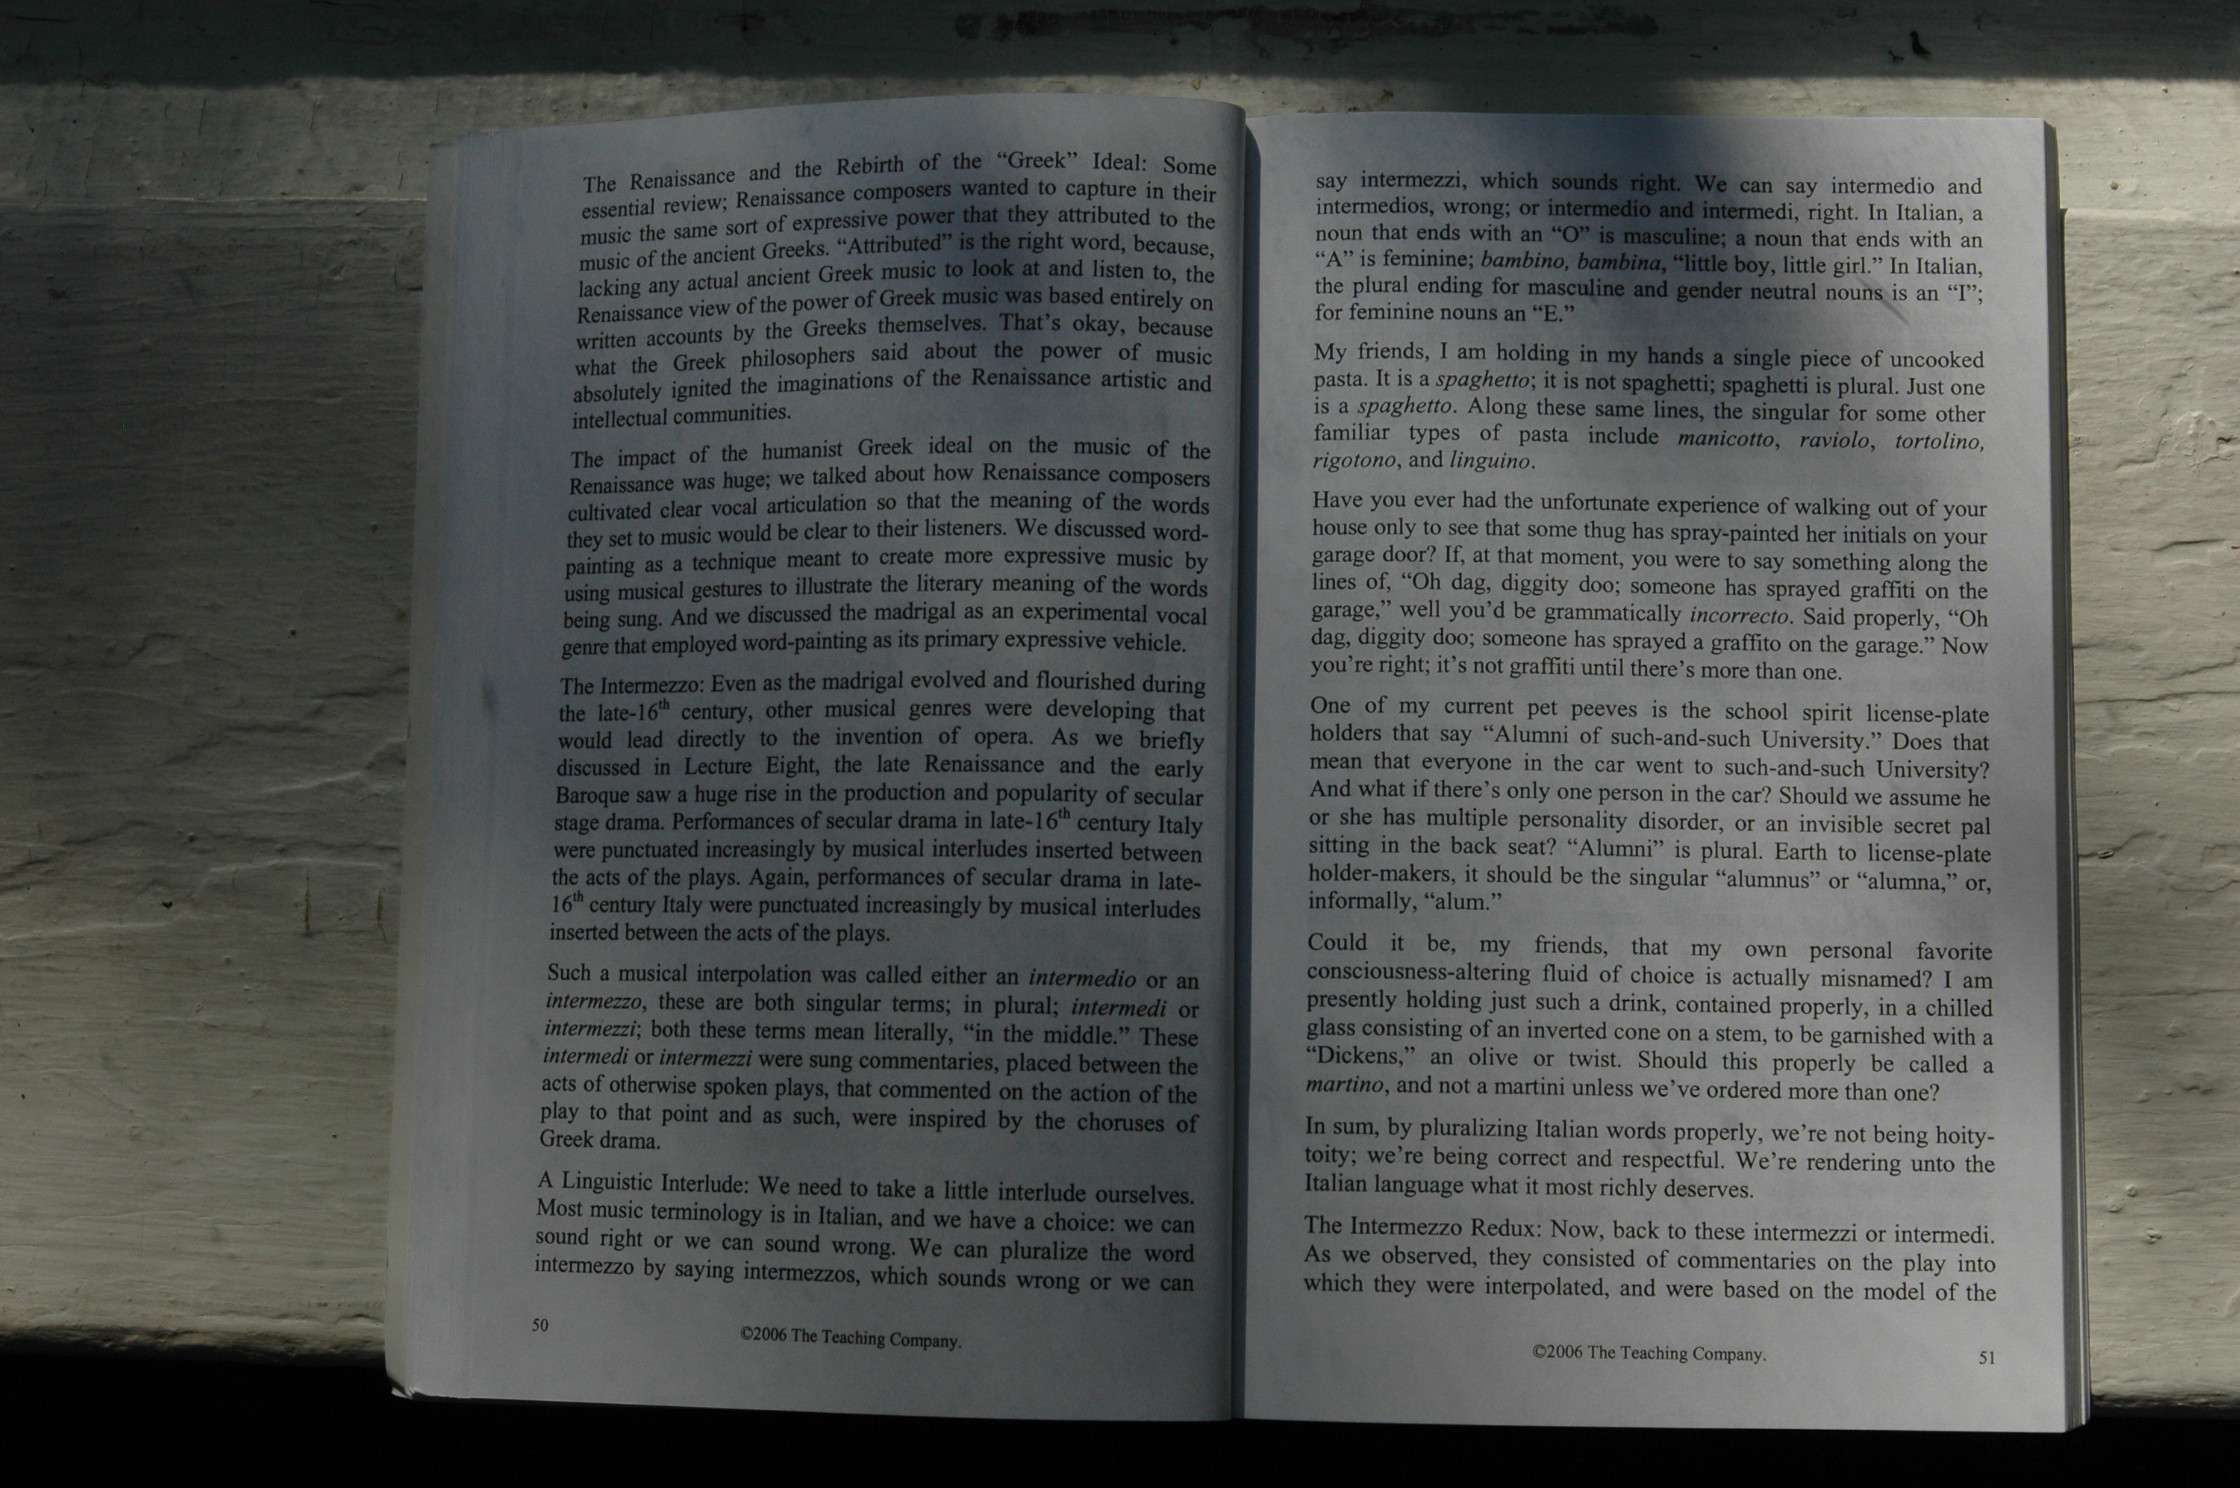 The Renaissance and the Rebirth of the “Greek” Ideal: Some
essential review; Renaissance composers wanted to capture in their
music the same sort of expressive power that they attributed to the
music of the ancient Greeks. “Attributed” is the right word, because,
lacking any actual ancient Greek music to look at and listen to, the
Renaissance view of the power of Greek music was based entirely on
written accounts by the Greeks themselves. That’s okay, because
what the Greek philosophers said about the power of music
absolutely ignited the imaginations of the Renaissance artistic and
intellectual communities.
The impact of the humanist Greek ideal on the music of the
Renaissance was huge; we talked about how Renaissance composers
cultivated clear vocal articulation so that the meaning of the words
they set to music would be clear to their listeners. We discussed word-
painting as a technique meant to create more expressive music by
using musical gestures to illustrate the literary meaning of the words
being sung. And we discussed the madrigal as an experimental vocal
genre that employed word-painting as its primary expressive vehicle.
The Intermezzo: Even as the madrigal evolved and flourished during
the late-16th century, other musical genres were developing that
would lead directly to the invention of opera. As we briefly
discussed in Lecture Eight, the late Renaissance and the early
Baroque saw a huge rise in the production and popularity of secular
stage drama. Performances of secular drama in late-16th century Italy
were punctuated increasingly by musical interludes inserted between
the acts of the plays. Again, performances of secular drama in late-
16th century Italy were punctuated increasingly by musical interludes
inserted between the acts of the plays.
Such a musical interpolation was called either an intermedio or an
intermezzo, these are both singular terms; in plural; intermedi or
intermezzi; both these terms mean literally, “in the middle.” These
intermedi or intermezzi were sung commentaries, placed between the
acts of otherwise spoken plays, that commented on the action of the
play to that point and as such, were inspired by the choruses of
Greek drama.
A Linguistic Interlude: We need to take a little interlude ourselves.
Most music terminology is in Italian, and we have a choice: we can
sound right or we can sound wrong. We can pluralize the word
intermezzo by saying intermezzos, which sounds wrong or we can
50
©2006 The Teaching Company.
say intermezzi, which sounds right. We can say intermedio and
intermedios, wrong; or intermedio and intermedi, right. In Italian, a
noun that ends with an “O” is masculine; a noun that ends with an
“A” is feminine; bambino, bambina, “little boy, little girl.” In Italian,
the plural ending for masculine and gender neutral nouns is an “I”;
for feminine nouns an “E.”
My friends, I am holding in my hands a single piece of uncooked
pasta. It is a spaghetto; it is not spaghetti; spaghetti is plural. Just one
is a spaghetto. Along these same lines, the singular for some other
familiar types of pasta include manicotto, raviolo, tortolino,
rigotono, and linguino.
Have you ever had the unfortunate experience of walking out of your
house only to see that some thug has spray-painted her initials on your
garage door? If, at that moment, you were to say something along the
lines of, “Oh dag, diggity doo; someone has sprayed graffiti on the
garage,” well you’d be grammatically incorrecto. Said properly, “Oh
dag, diggity doo; someone has sprayed a graffito on the garage.” Now
you’re right; it’s not graffiti until there’s more than one.
One of my current pet peeves is the school spirit license-plate
holders that say “Alumni of such-and-such University.” Does that
mean that everyone in the car went to such-and-such University?
And what if there’s only one person in the car? Should we assume he
or she has multiple personality disorder, or an invisible secret pal
sitting in the back seat? “Alumni” is plural. Earth to license-plate
holder-makers, it should be the singular “alumnus” or “alumna,” or,
informally, “alum.”
Could it be, my friends, that my own personal favorite
consciousness-altering fluid of choice is actually misnamed? I am
presently holding just such a drink, contained properly, in a chilled
glass consisting of an inverted cone on a stem, to be garnished with a
“Dickens,” an olive or twist. Should this properly be called a
martino, and not a martini unless we’ve ordered more than one?
In sum, by pluralizing Italian words properly, we’re not being hoity-
toity; we’re being correct and respectful. We’re rendering unto the
Italian language what it most richly deserves.
The Intermezzo Redux: Now, back to these intermezzi or intermedi.
As we observed, they consisted of commentaries on the play into
which they were interpolated, and were based on the model of the
©2006 The Teaching Company.
51